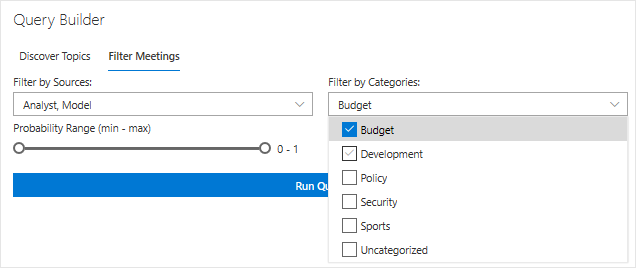 Query Builder
Discover Topics Filter Meetings
Filter by Sources: Filter by Categories:
Analyst, Model Budget
Probability Range (min - max) Budget
0 - 1 Development
Policy
Run
Security
Sports
Uncategorized